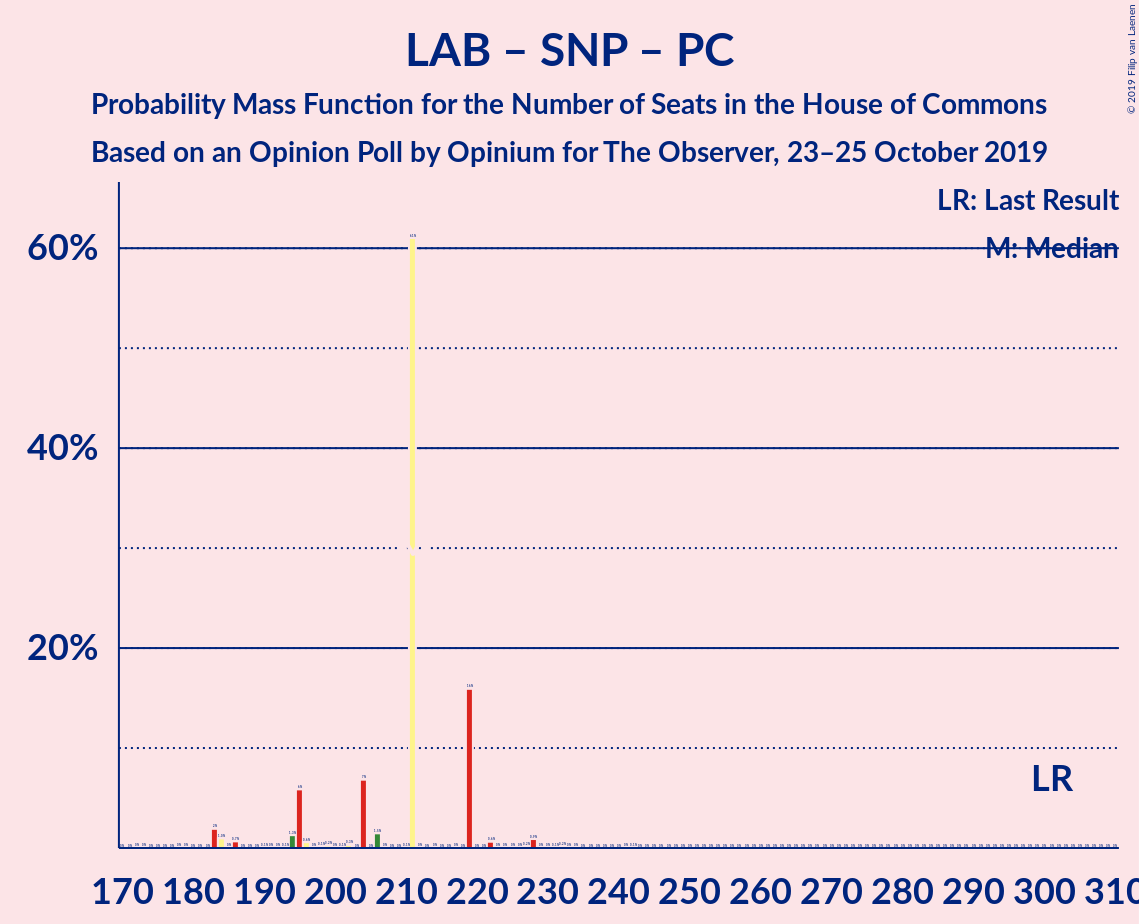 LAB – SNP – PC
Probability Mass Function for the Number of Seats in the House of Commons
Based on an Opinion Poll by Opinium for The Observer, 23–25 October 2019
© 2019 Filip van Laenen
LR: Last Result
M: Median
60%
40%
20%
LR
170 180 190 200 210 220 230 240 250 260 270 280 290 300 310